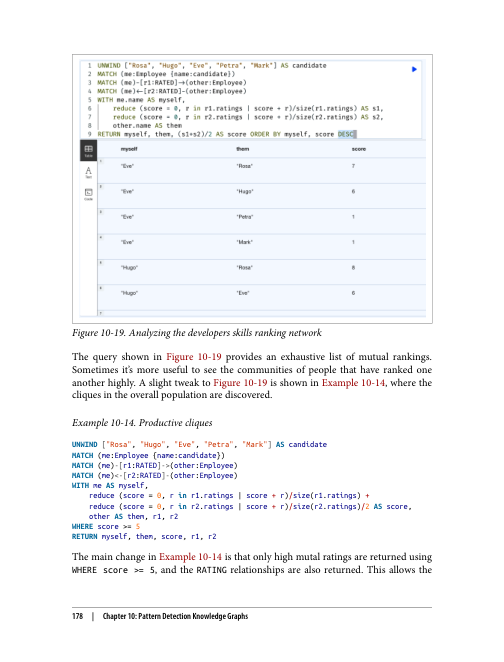 1 UNWIND ["Rosa", "Hugo", "Eve", "Petra", "Mark"] AS candidate
2 MATCH (me:Employee {name:candidate})
3 MATCH (me)-[r1:RATED]->(other:Employee)
4 MATCH (me)<-[r2:RATED]-(other:Employee)
5 WITH me.name AS myself,
6 reduce (score = 0, r in r1.ratings | score + r)/size(r1.ratings) AS s1,
7 reduce (score = 0, r in r2.ratings | score + r)/size(r2.ratings) AS s2,
8 other.name AS them
9 RETURN myself, them, (s1+s2)/2 AS score ORDER BY myself, score DESC
myself them score
Table
1
"Eve" "Rosa" 7
Text
2
"Eve" "Hugo" 6
Code
3
"Eve" "Petra" 1
4
"Eve" "Mark" 1
5
"Hugo" "Rosa" 8
6
"Hugo" "Eve" 6
7
Figure 10-19. Analyzing the developers skills ranking network
The query shown in Figure 10-19 provides an exhaustive list of mutual rankings.
Sometimes it's more useful to see the communities of people that have ranked one
another highly. A slight tweak to Figure 10-19 is shown in Example 10-14, where the
cliques in the overall population are discovered.
Example 10-14. Productive cliques
UNWIND ["Rosa", "Hugo", "Eve", "Petra", "Mark"] AS candidate
MATCH (me:Employee {name:candidate})
MATCH (me)-[r1:RATED]->(other:Employee)
MATCH (me)<-[r2:RATED]-(other:Employee)
WITH me AS myself,
reduce (score = 0, r in r1.ratings | score + r)/size(r1.ratings) +
reduce (score = 0, r in r2.ratings | score + r)/size(r2.ratings)/2 AS score,
other AS them, r1, r2
WHERE score >= 5
RETURN myself, them, score, r1, r2
The main change in Example 10-14 is that only high mutal ratings are returned using
WHERE score >= 5, and the RATING relationships are also returned. This allows the
178 | Chapter 10: Pattern Detection Knowledge Graphs